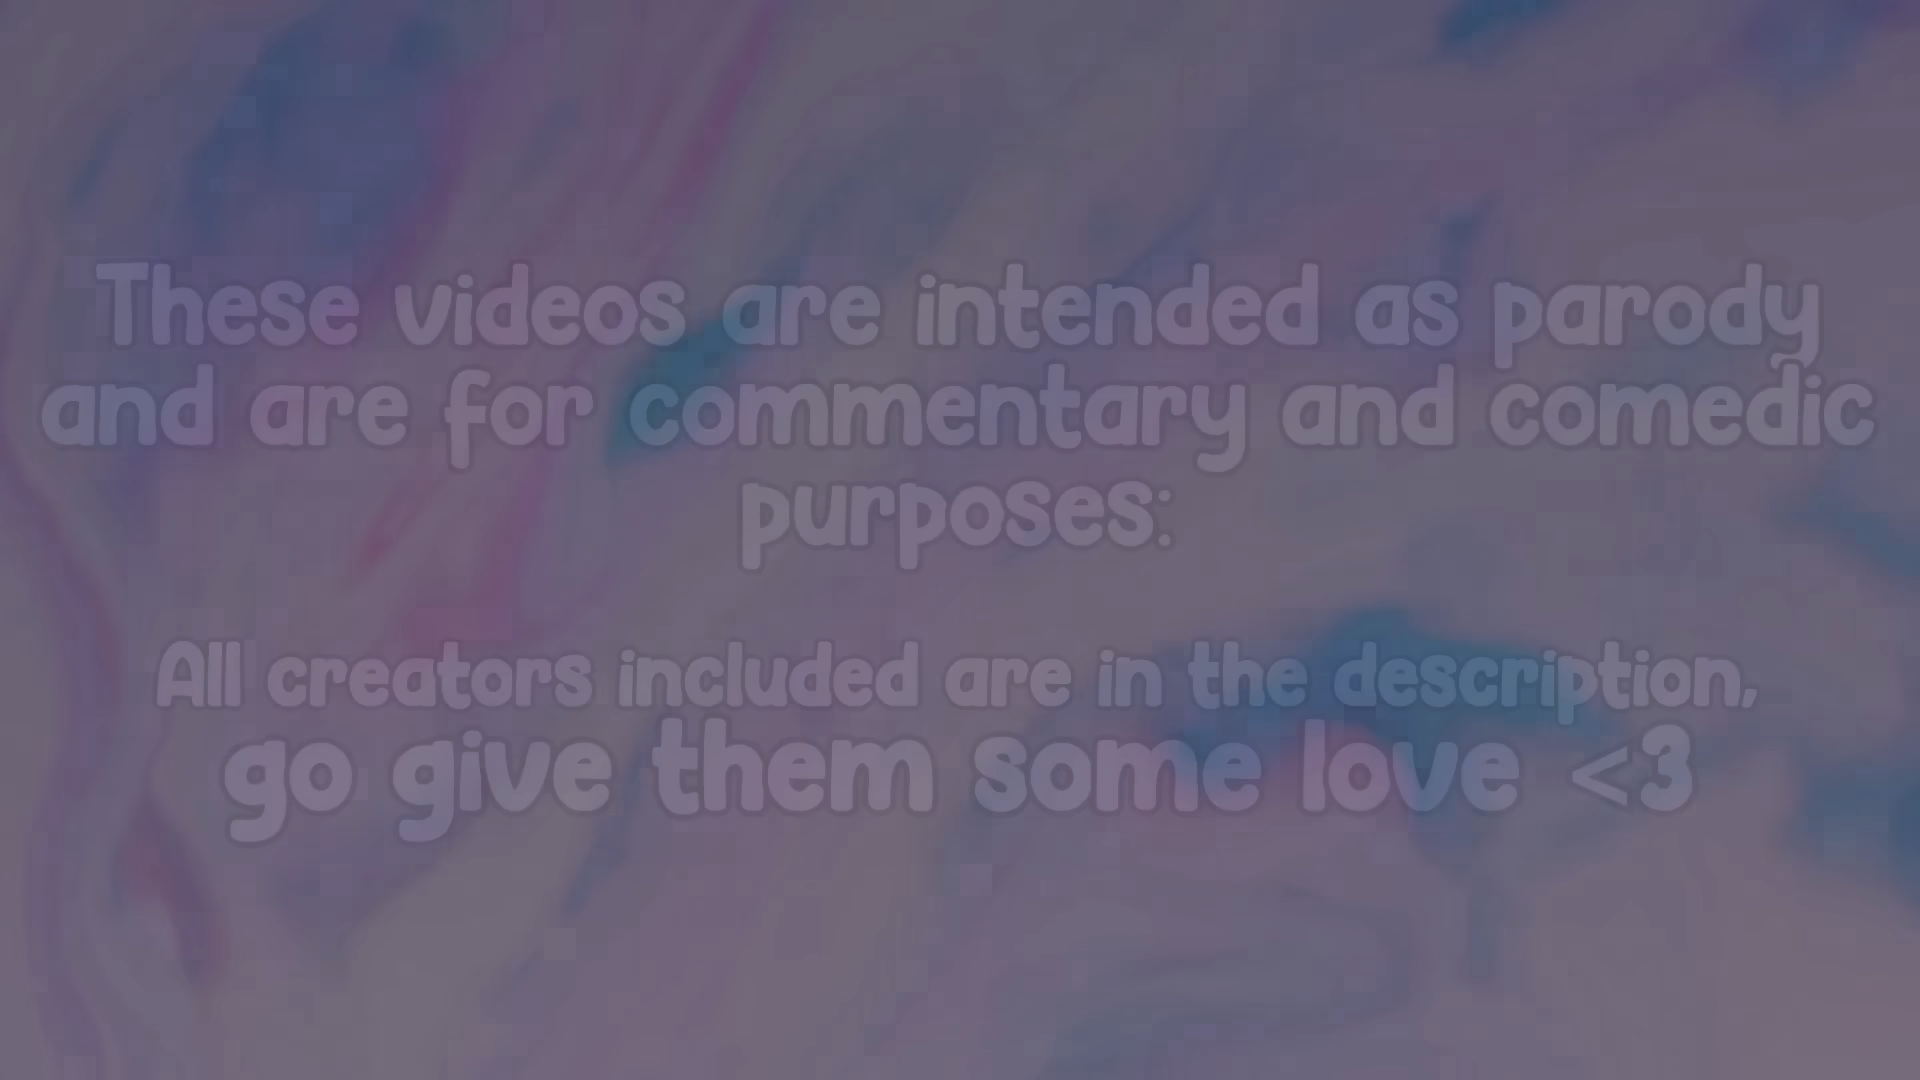 These videos are intended as parody
and are for commentary and comedic
purposes:
All creators included are in the description,
go give them some love <3